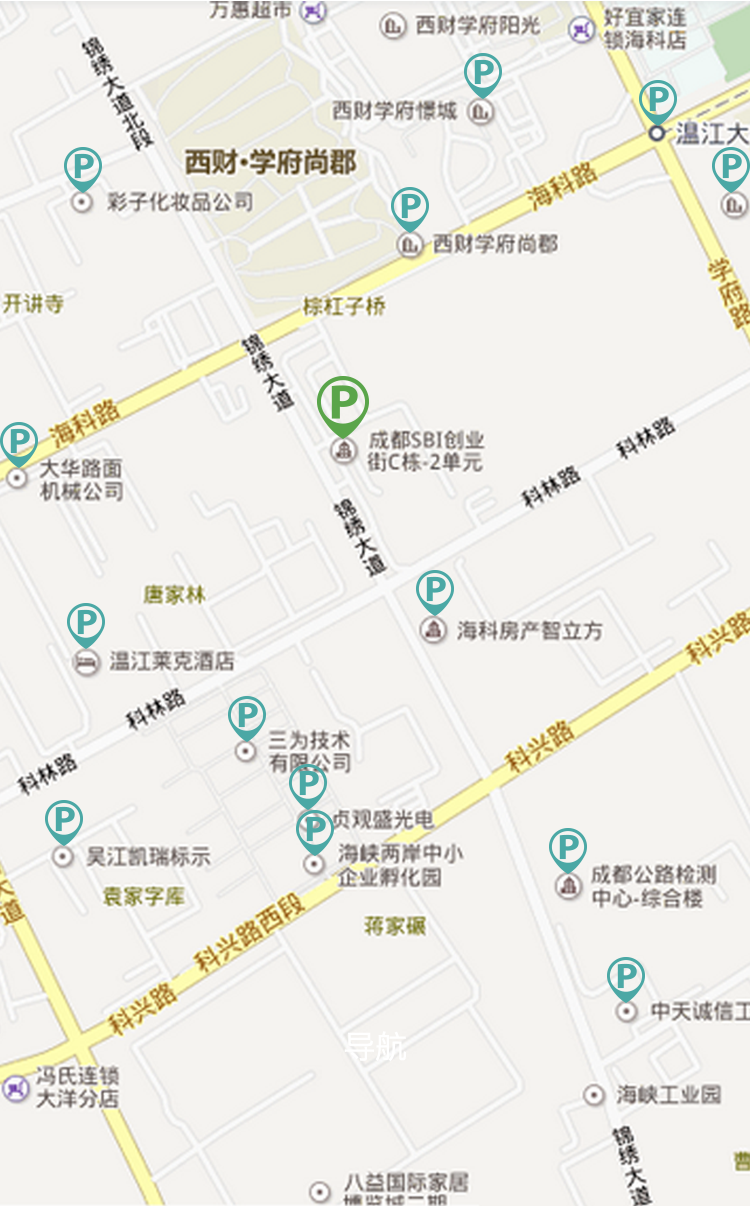 万惠超市
西财学府阳光
好宜家连
锁海科店
锦绣大道北段
P
西财学府憬城
P
温江大
P
西财·学府尚郡
P
彩子化妆品公司
海科路
P
P
西财学府尚郡
学府路
开讲寺
棕杠子桥
锦绣大道
P
海科路
成都SBI创业
街C栋-2单元
科林路
P
大华路面
机械公司
科林路
锦绣大道
唐家林
P
海科房产智立方
P
温江莱克酒店
科兴路
科林路
P
三为技术
有限公司
科兴路
科林路
P
贞观盛光电
P
吴江凯瑞标示
P
海峡两岸中小
企业孵化园
P
成都公路检测
中心-综合楼
大道
袁家字库
科兴路西段
蒋家碾
P
中天诚信工
科兴路
导航
冯氏连锁
大洋分店
海峡工业园
锦绣大道
八益国际家居
博览城二期